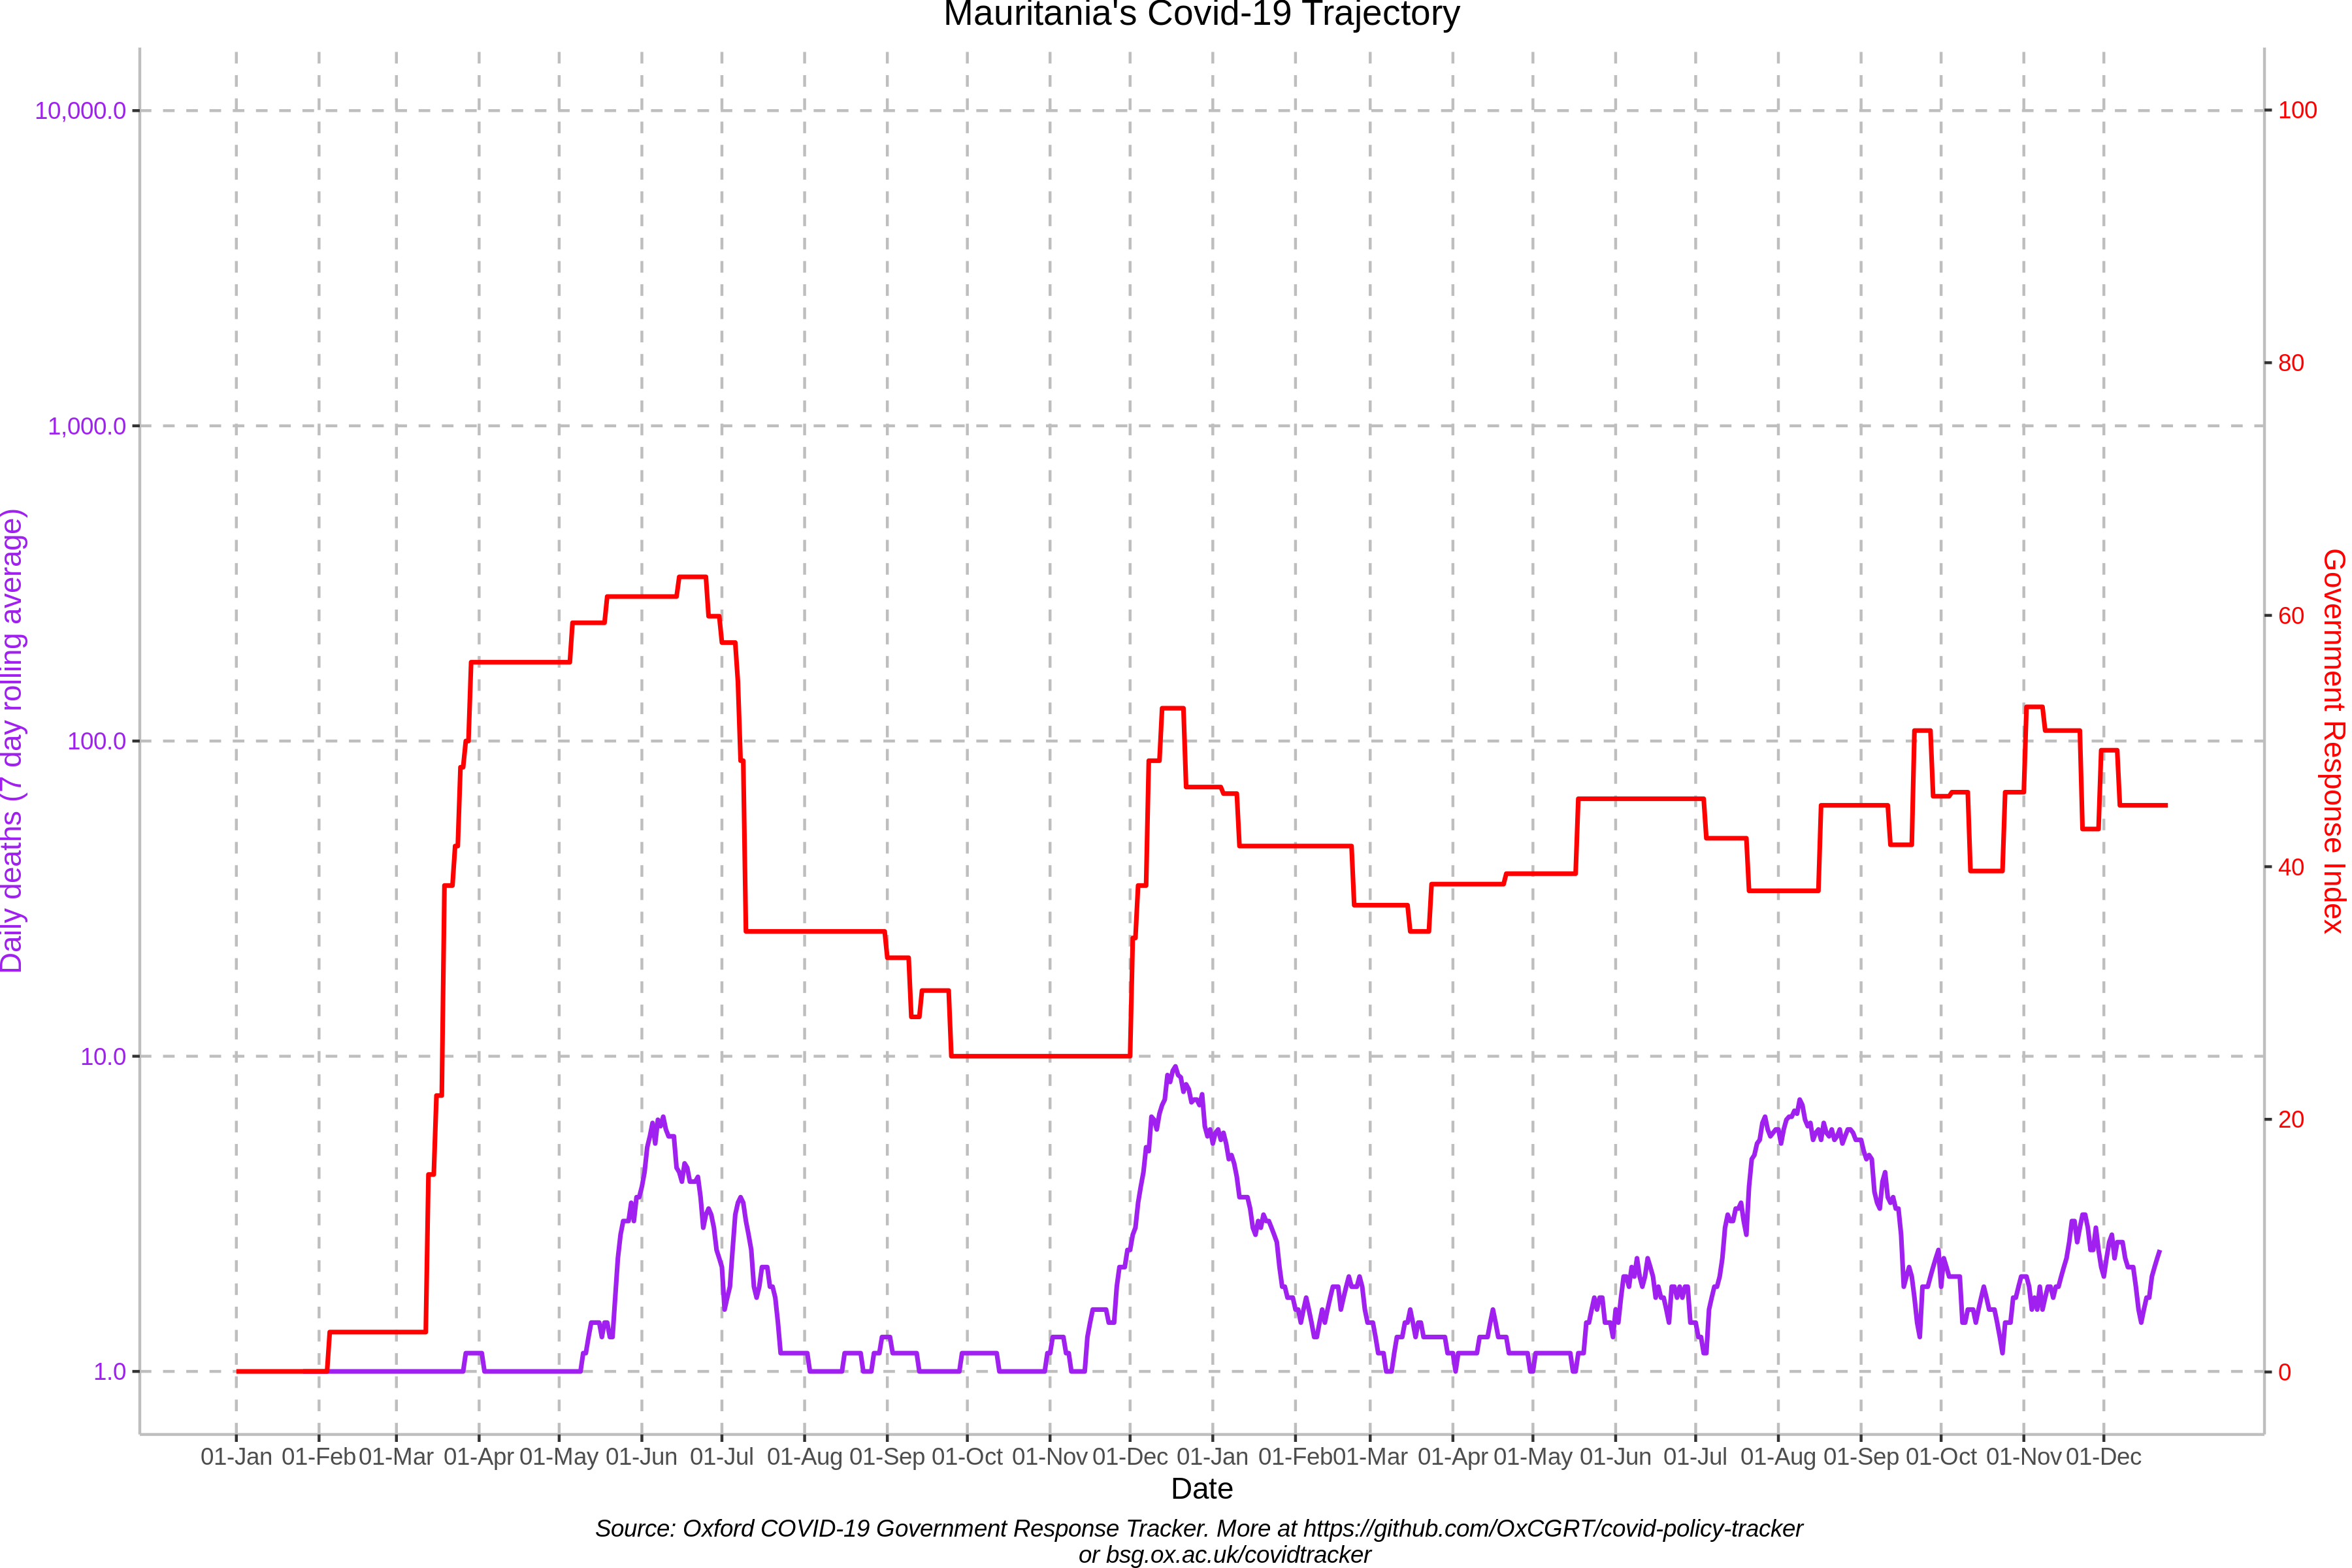 Mauritania's Covid-19 Trajectory
10,000.0
1,000.0
100.0
10.0
1.0
Daily deaths (7 day rolling average)
100
80
60
40
20
0
Government Response Index
01-Jan 01-Feb 01-Mar 01-Apr 01-May 01-Jun 01-Jul 01-Aug 01-Sep 01-Oct 01-Nov 01-Dec 01-Jan 01-Feb 01-Mar 01-Apr 01-May 01-Jun 01-Jul 01-Aug 01-Sep 01-Oct 01-Nov 01-Dec
Date
Source: Oxford COVID-19 Government Response Tracker. More at https://github.com/OxCGRT/covid-policy-tracker
or bsg.ox.ac.uk/covidtracker